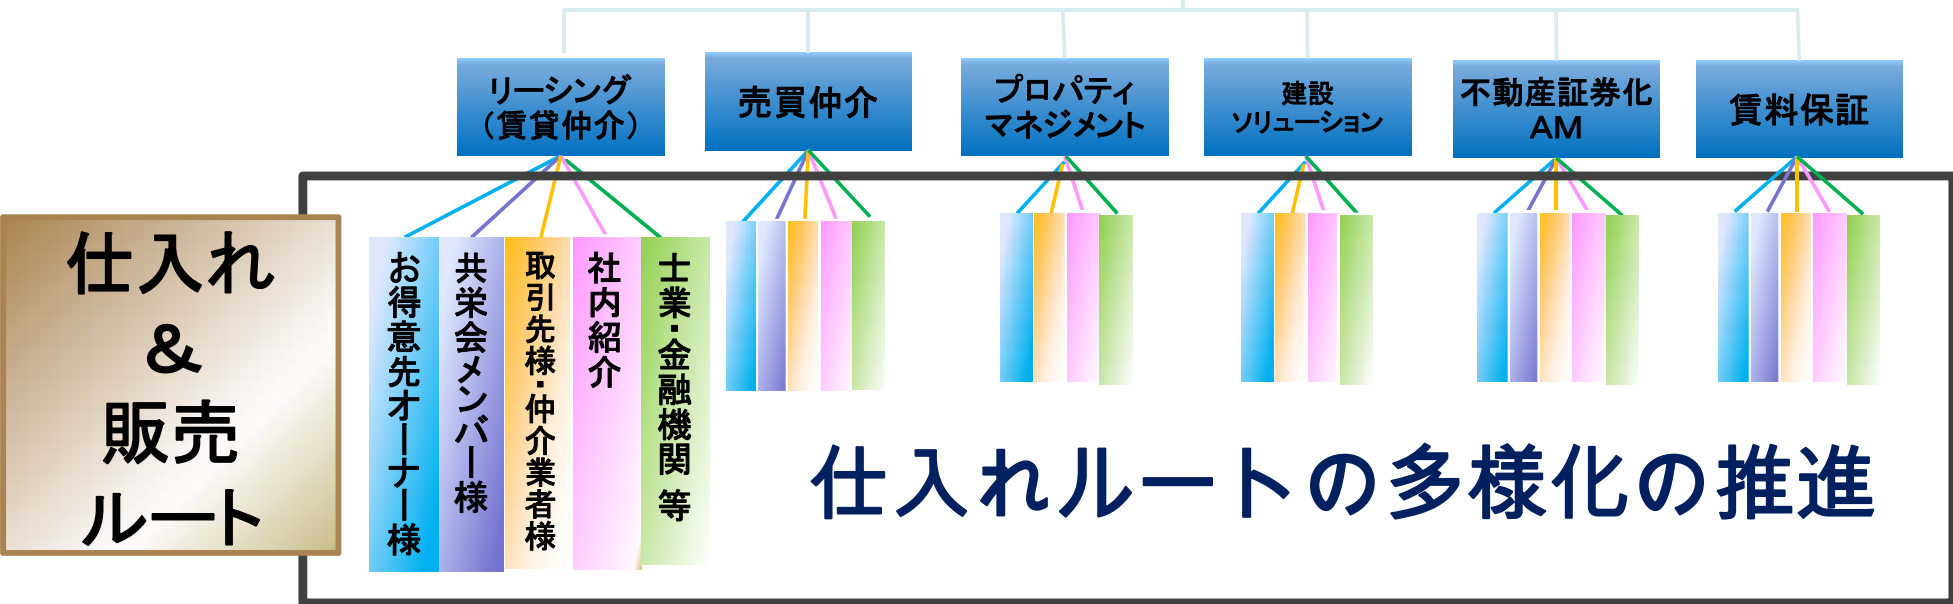 リーシング
（賃貸仲介）
売買仲介
プロパティ
マネジメント
建設
ソリューション
不動産証券化
ＡＭ
賃料保証
仕入れ
＆
販売
ルート
お得意先オーナー様
共栄会メンバー様
取引先様・仲介業者様
社内紹介
士業・金融機関 等
仕入れルートの多様化の推進